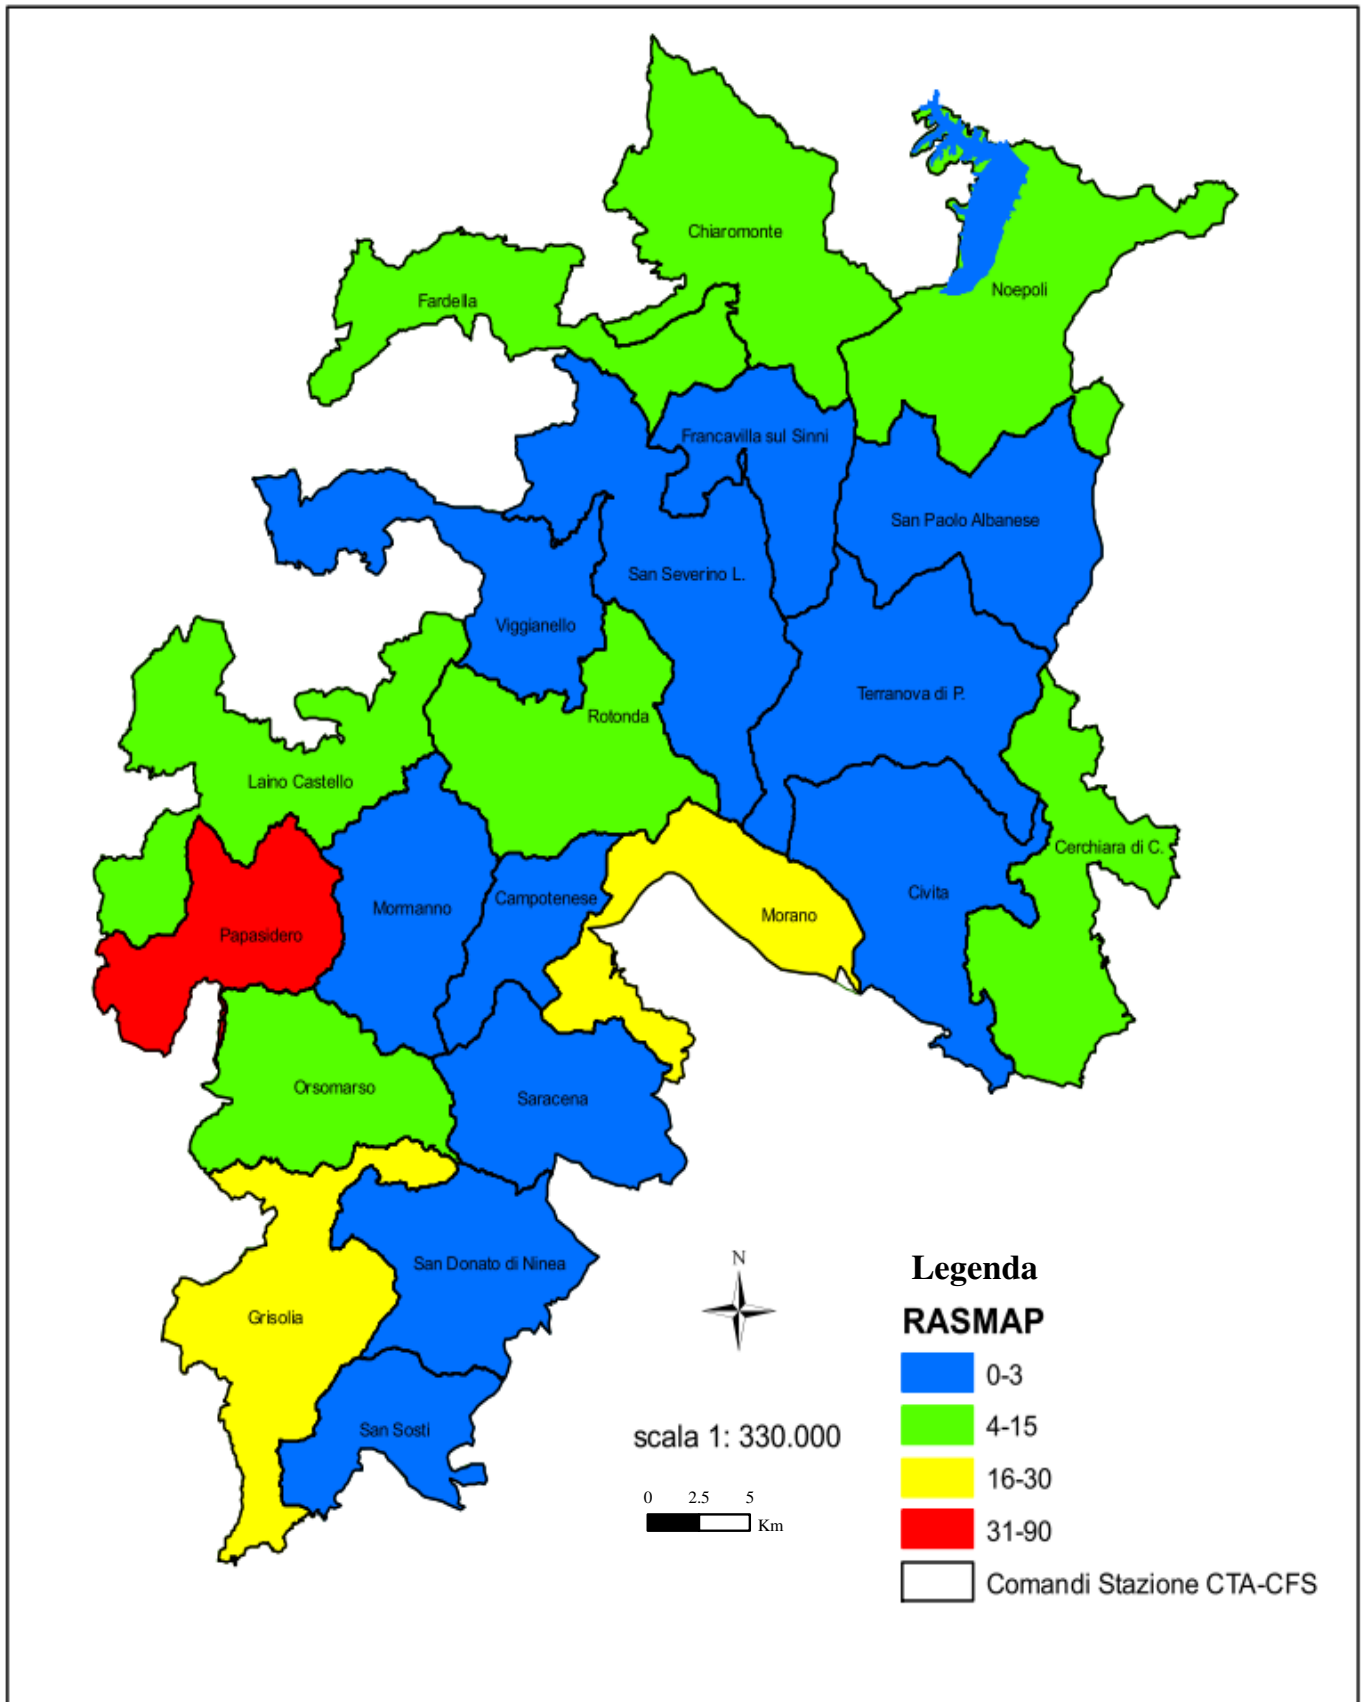 Chiaromonte
Noepoli
Fardella
Francavilla sul Sinni
San Paolo Albanese
San Severino L.
Viggianello
Terranova di P.
Rotonda
Laino Castello
Cerchiara di C.
Civita
Campotenese
Mormanno
Morano
Papasidero
Orsomarso
Saracena
San Donato di Ninea
Grisolia
San Sosti
N
scala 1: 330.000
0 2.5 5
Km
Legenda
RASMAP
0-3
4-15
16-30
31-90
Comandi Stazione CTA-CFS